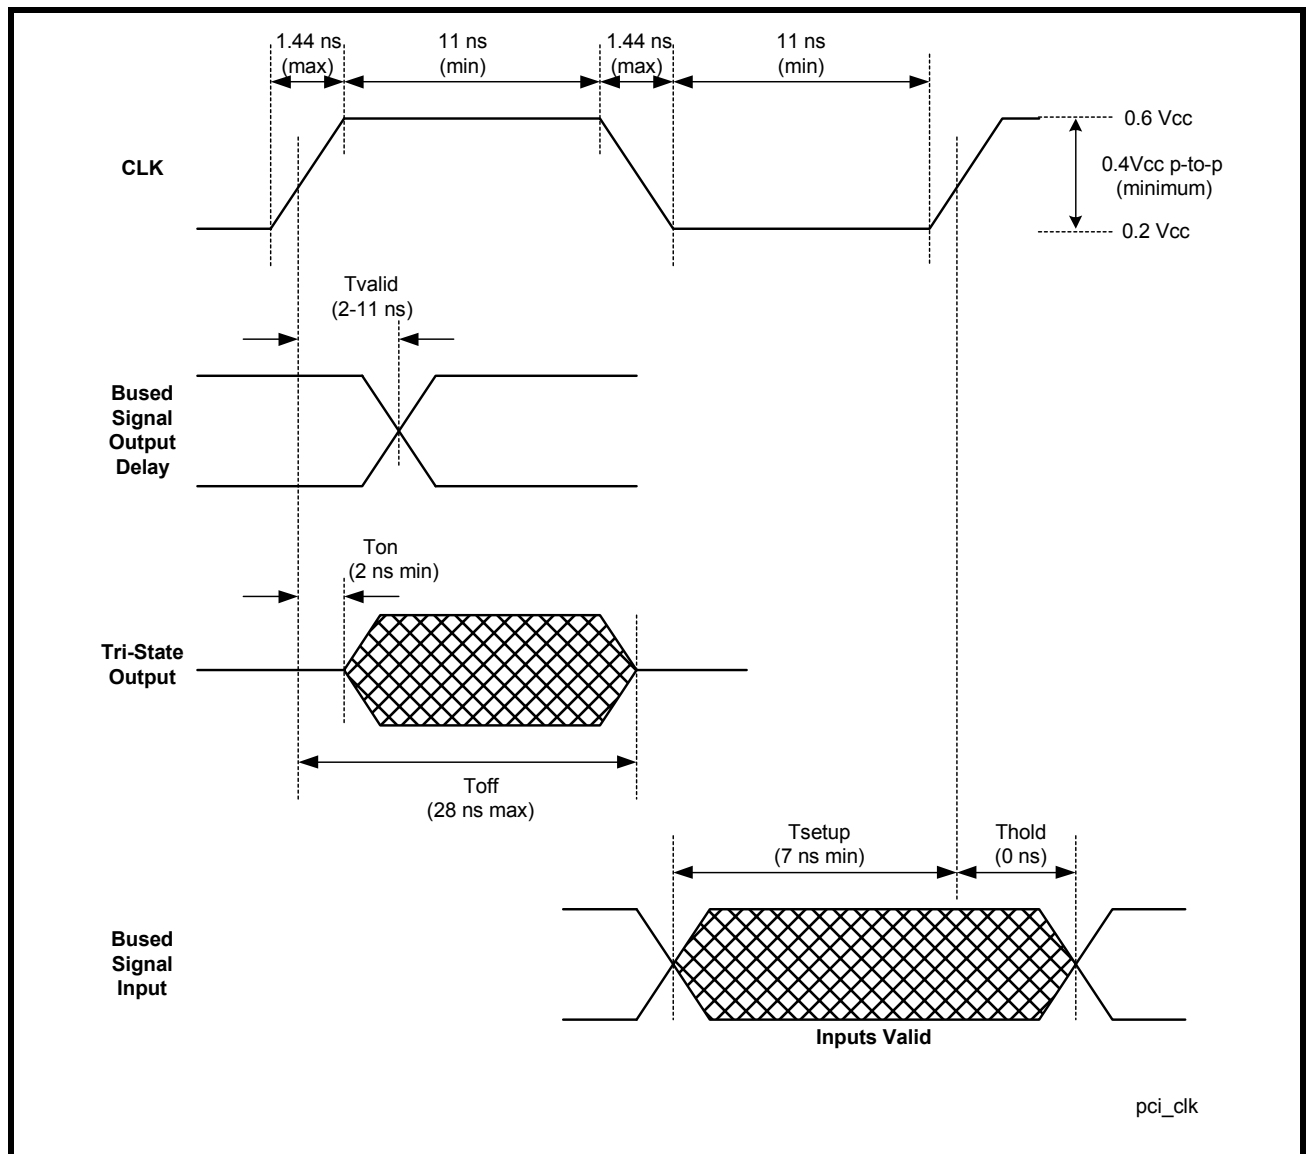 1.44 ns
(max)
11 ns
(min)
1.44 ns
(max)
11 ns
(min)
0.6 Vcc
CLK
0.4Vcc p-to-p
(minimum)
0.2 Vcc
Tvalid
(2-11 ns)
Bused
Signal
Output
Delay
Ton
(2 ns min)
Tri-State
Output
Toff
(28 ns max)
Tsetup
(7 ns min)
Thold
(0 ns)
Bused
Signal
Input
Inputs Valid
pci_clk